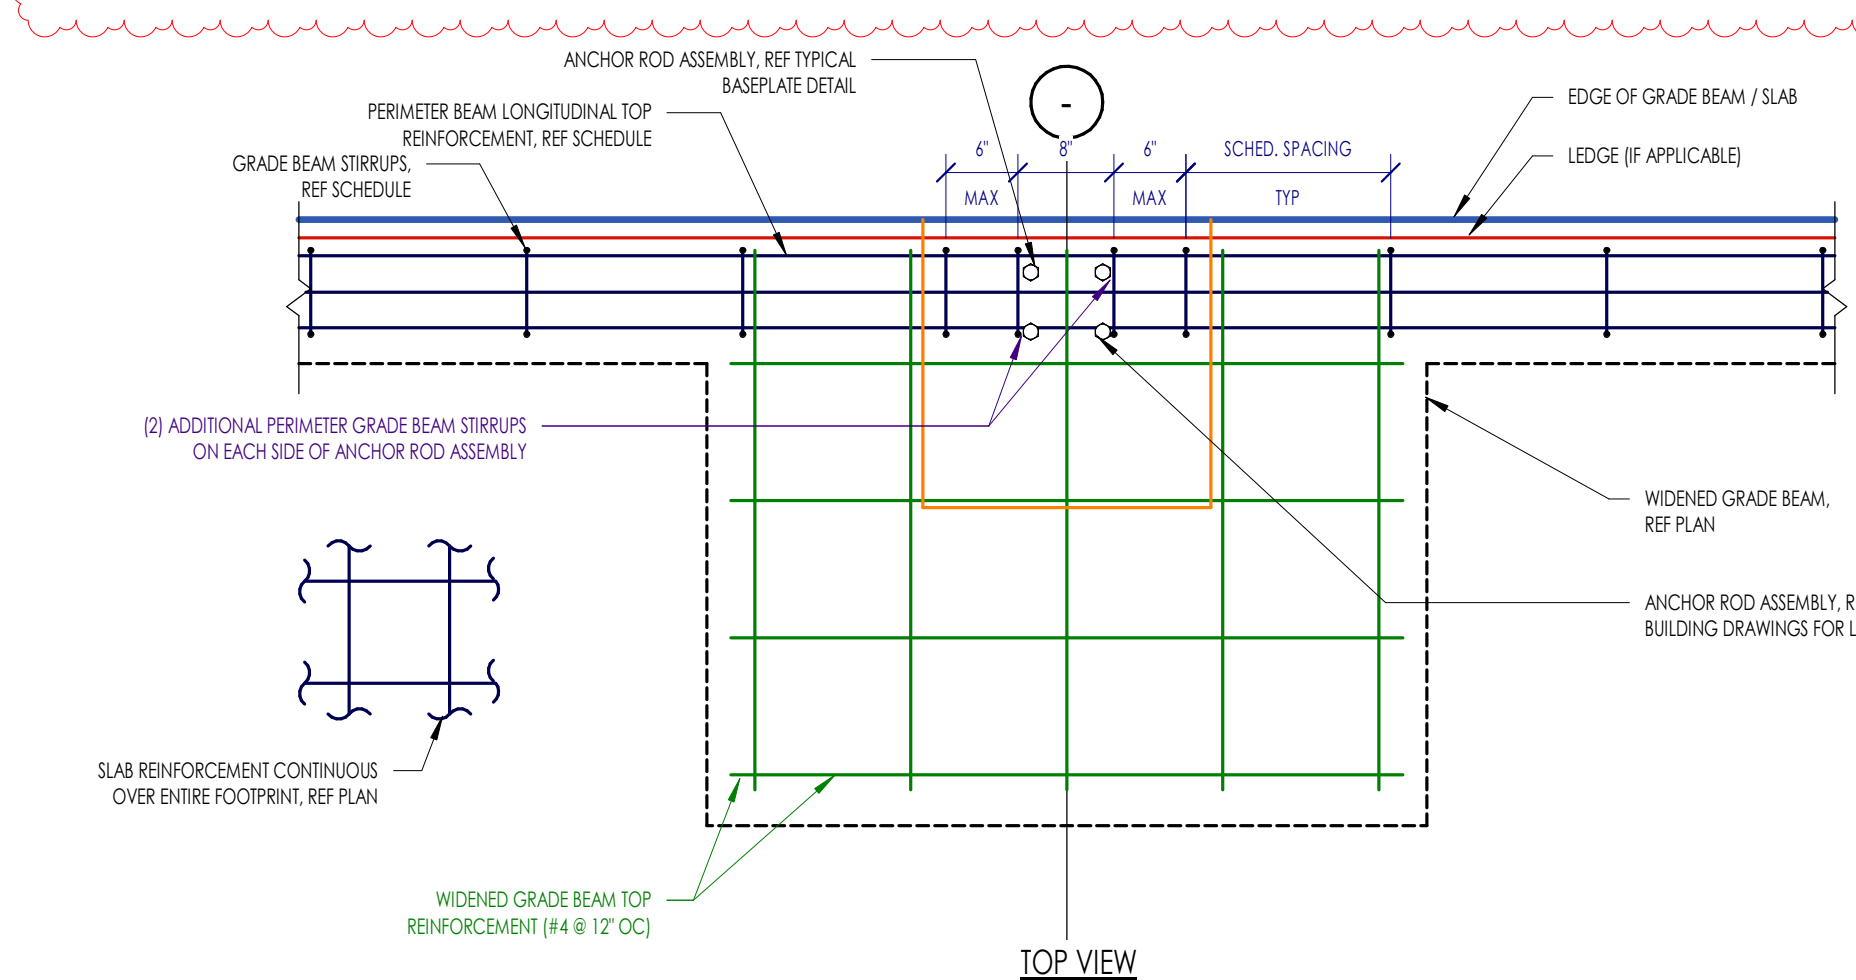 ANCHOR ROD ASSEMBLY, REF TYPICAL
BASEPLATE DETAIL
PERIMETER BEAM LONGITUDINAL TOP
REINFORCEMENT, REF SCHEDULE
GRADE BEAM STIRRUPS,
REF SCHEDULE
-
6" 8" 6" SCHED. SPACING
MAX MAX TYP
EDGE OF GRADE BEAM / SLAB
LEDGE (IF APPLICABLE)
(2) ADDITIONAL PERIMETER GRADE BEAM STIRRUPS
ON EACH SIDE OF ANCHOR ROD ASSEMBLY
WIDENED GRADE BEAM,
REF PLAN
ANCHOR ROD ASSEMBLY, R
BUILDING DRAWINGS FOR L
SLAB REINFORCEMENT CONTINUOUS
OVER ENTIRE FOOTPRINT, REF PLAN
WIDENED GRADE BEAM TOP
REINFORCEMENT (#4 @ 12" OC)
TOP VIEW